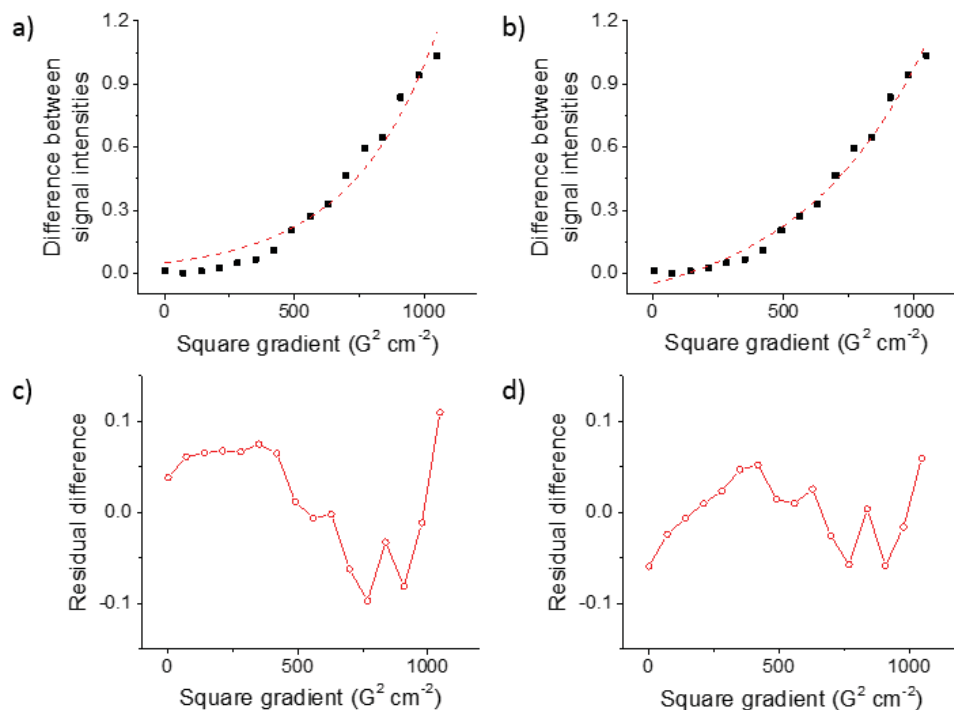 a)
1.2
0.9
0.6
0.3
0.0
Difference between
signal intensities
0 500 1000
Square gradient (G² cm⁻²)
b)
1.2
0.9
0.6
0.3
0.0
Difference between
signal intensities
0 500 1000
Square gradient (G² cm⁻²)
c)
0.1
0.0
-0.1
Residual difference
0 500 1000
Square gradient (G² cm⁻²)
d)
0.1
0.0
-0.1
Residual difference
0 500 1000
Square gradient (G² cm⁻²)